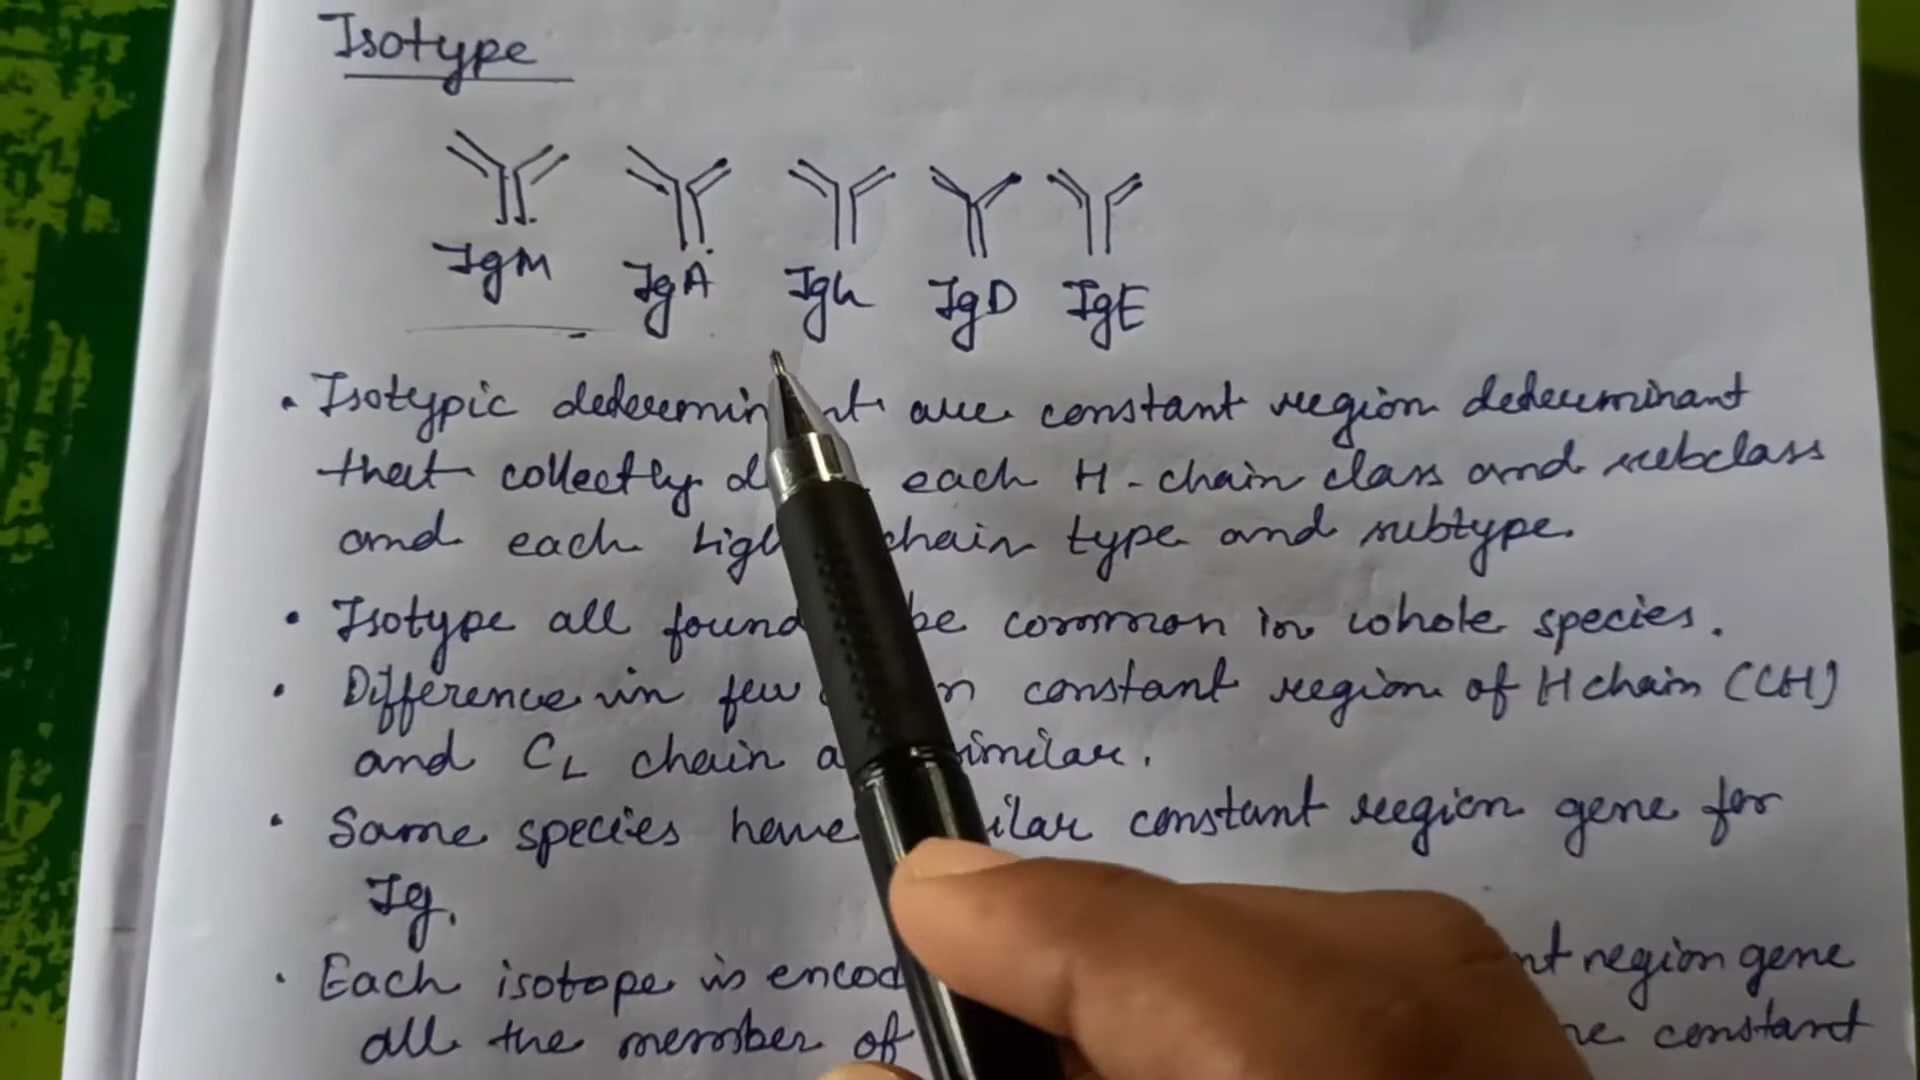 Isotype
IgM IgA IgG IgD IgE
• Isotypic determinant are constant region determinant
that collectly each H-chain class and subclass
and each chain type and subtype.
• Isotype all found be common in whole species.
• Difference in few constant region of H chain (CH)
and CL chain similar.
• Same species have constant region gene for
Ig.
• Each isotope is region gene
all the member of constant